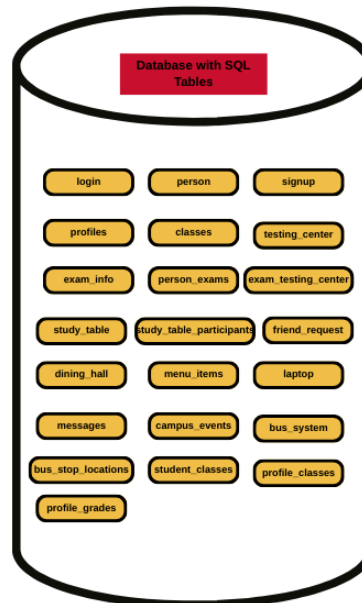 Database with SQL
Tables
login
person
signup
profiles
classes
testing_center
exam_info
person_exams
exam_testing_center
study_table
study_table_participants
friend_request
dining_hall
menu_items
laptop
messages
campus_events
bus_system
bus_stop_locations
student_classes
profile_classes
profile_grades